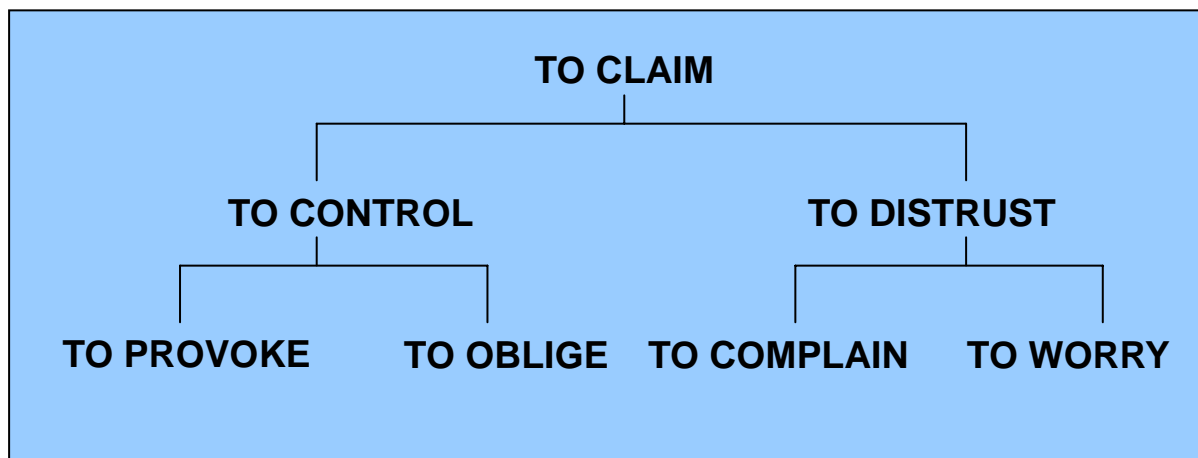 TO CLAIM
TO CONTROL TO DISTRUST
TO PROVOKE TO OBLIGE TO COMPLAIN TO WORRY